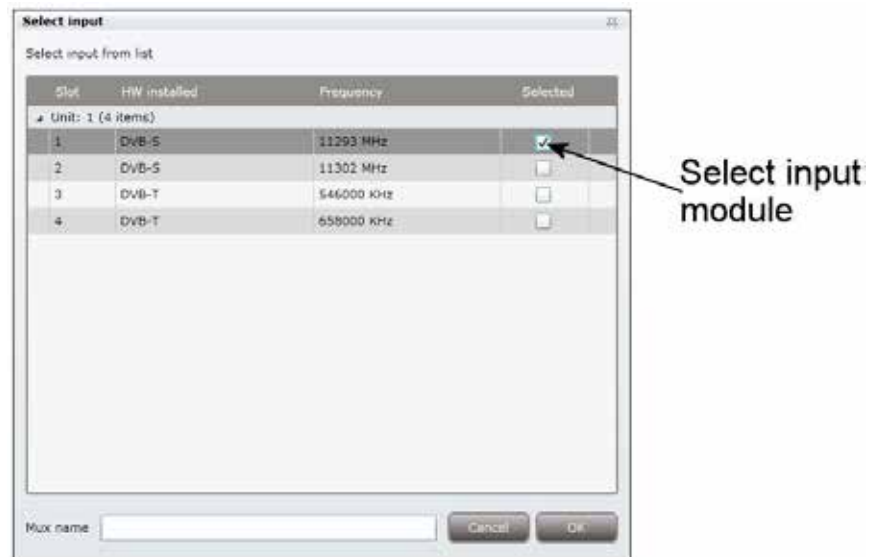 Select input
Select input from list
Slot HW installed Frequency Selected
Unit: 1 (4 items)
1 DVB-S 11293 MHz
2 DVB-S 11302 MHz
3 DVB-T 546000 KHz
4 DVB-T 658000 KHz
Select input
module
Mux name Cancel OK